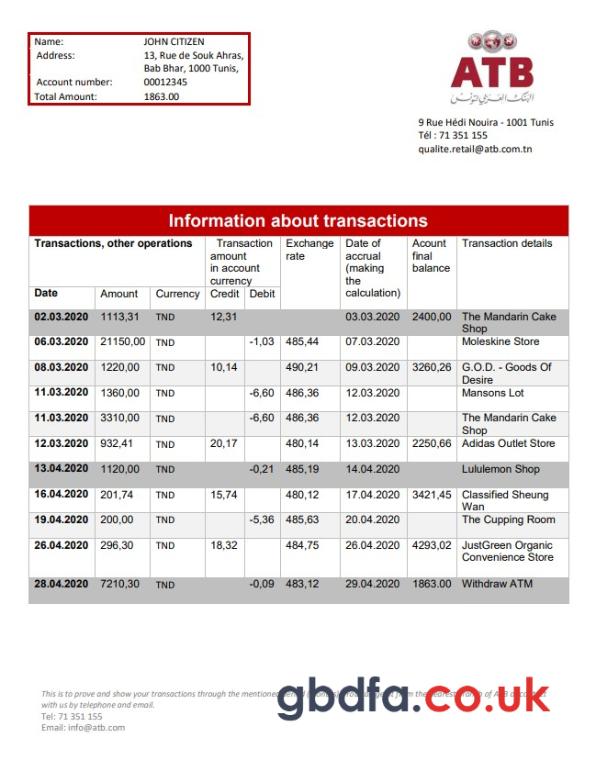 Name: JOHN CITIZEN
Address: 13, Rue de Souk Ahras,
Bab Bhar, 1000 Tunis,
Account number: 00012345
Total Amount: 1863.00
ATB
البنك العربي لتونس
9 Rue Hédi Nouira - 1001 Tunis
Tél : 71 351 155
qualite.retail@atb.com.tn
Information about transactions
Transactions, other operations Transaction amount in account currency Exchange rate Date of accrual (making the calculation) Acount final balance Transaction details
Date Amount Currency Credit Debit
02.03.2020 1113,31 TND 12,31 03.03.2020 2400,00 The Mandarin Cake Shop
06.03.2020 21150,00 TND -1,03 485,44 07.03.2020 Moleskine Store
08.03.2020 1220,00 TND 10,14 490,21 09.03.2020 3260,26 G.O.D. - Goods Of Desire
11.03.2020 1360,00 TND -6,60 486,36 12.03.2020 Mansons Lot
11.03.2020 3310,00 TND -6,60 486,36 12.03.2020 The Mandarin Cake Shop
12.03.2020 932,41 TND 20,17 480,14 13.03.2020 2250,66 Adidas Outlet Store
13.04.2020 1120,00 TND -0,21 485,19 14.04.2020 Lululemon Shop
16.04.2020 201,74 TND 15,74 480,12 17.04.2020 3421,45 Classified Sheung Wan
19.04.2020 200,00 TND -5,36 485,63 20.04.2020 The Cupping Room
26.04.2020 296,30 TND 18,32 484,75 26.04.2020 4293,02 JustGreen Organic Convenience Store
28.04.2020 7210,30 TND -0,09 483,12 29.04.2020 1863.00 Withdraw ATM
This is to prove and show your transactions through the mentioned
with us by telephone and email.
Tel: 71 351 155
Email: info@atb.com
gbdfa.co.uk